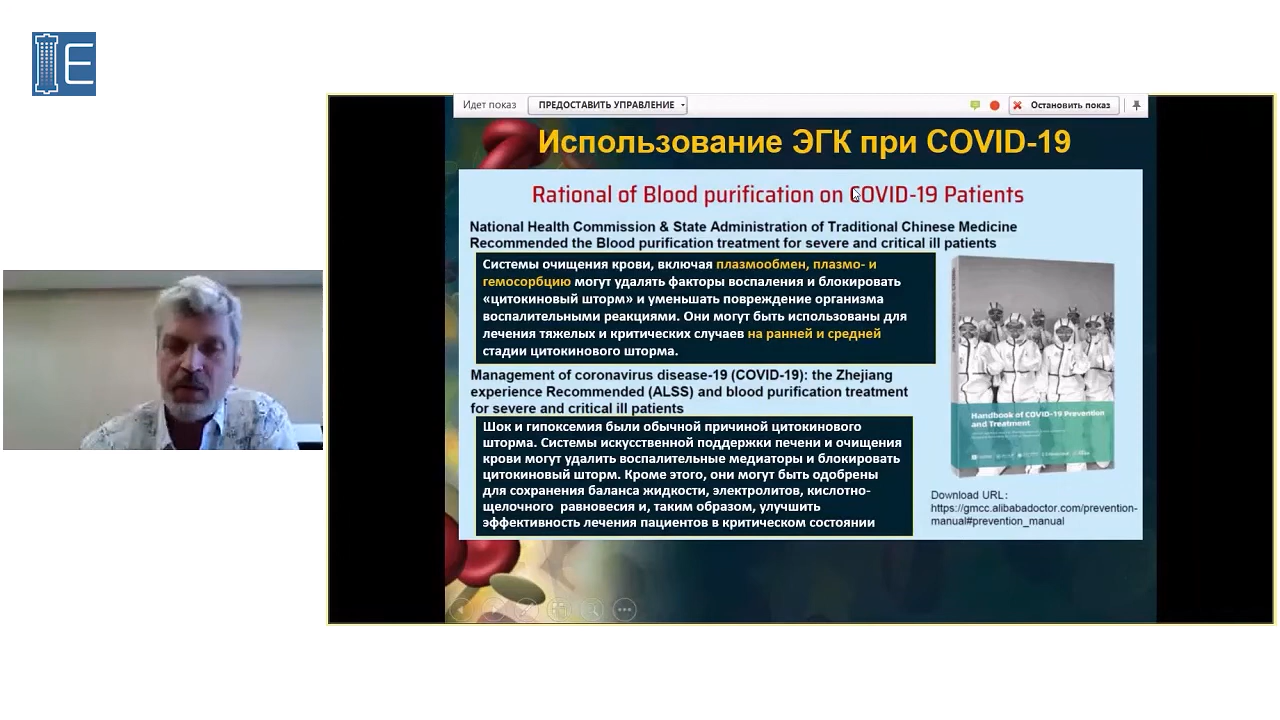 E
Идет показ
ПРЕДОСТАВИТЬ УПРАВЛЕНИЕ
Остановить показ
Использование ЭГК при COVID-19
Rational of Blood purification on COVID-19 Patients
National Health Commission & State Administration of Traditional Chinese Medicine
Recommended the Blood purification treatment for severe and critical ill patients
Системы очищения крови, включая плазмообмен, плазмо- и
гемосорбцию могут удалять факторы воспаления и блокировать
«цитокиновый шторм» и уменьшать повреждение организма
воспалительными реакциями. Они могут быть использованы для
лечения тяжелых и критических случаев на ранней и средней
стадии цитокинового шторма.
Management of coronavirus disease-19 (COVID-19): the Zhejiang
experience Recommended (ALSS) and blood purification treatment
for severe and critical ill patients
Шок и гипоксемия были обычной причиной цитокинового
шторма. Системы искусственной поддержки печени и очищения
крови могут удалить воспалительные медиаторы и блокировать
цитокиновый шторм. Кроме этого, они могут быть одобрены
для сохранения баланса жидкости, электролитов, кислотно-
щелочного равновесия и, таким образом, улучшить
эффективность лечения пациентов в критическом состоянии
Handbook of COVID-19 Prevention
and Treatment
Download URL:
https://gmcc.alibabadoctor.com/prevention-
manual#prevention_manual